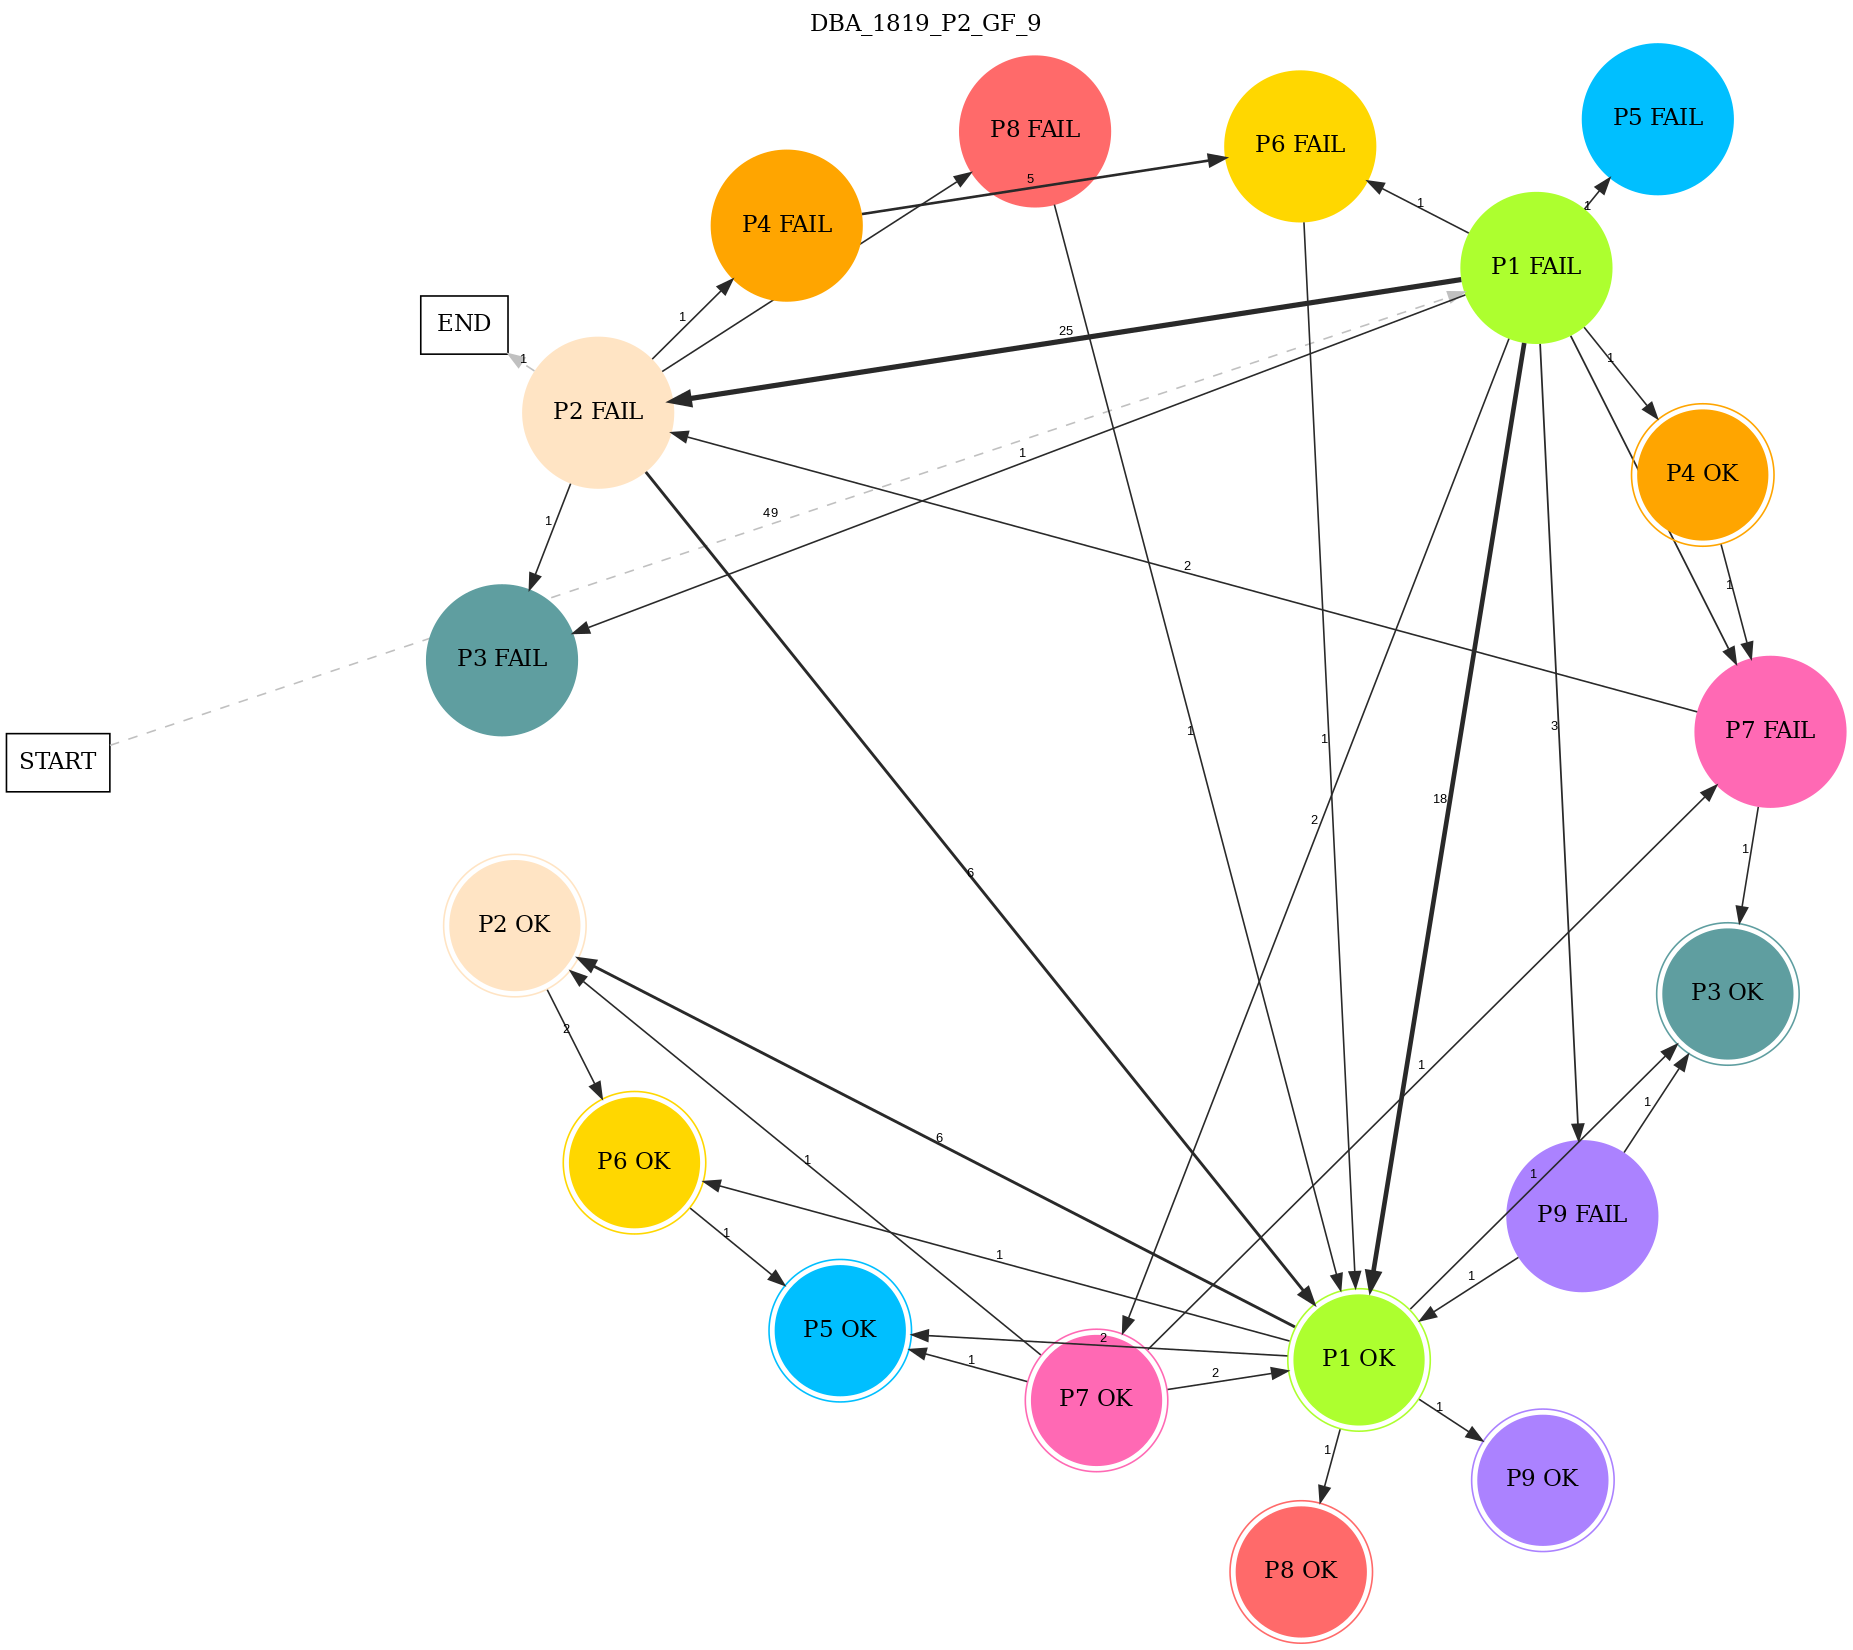 DBA_1819_P2_GF_9
P5 FAIL
P8 FAIL
P6 FAIL
5
1
1
P4 FAIL
P1 FAIL
1
END
25
1
1
P2 FAIL
1
P4 OK
49
1
2
1
P3 FAIL
3
P7 FAIL
1
1
START
18
2
1
6
P2 OK
P3 OK
2
1
1
6
1
P6 OK
1
1
P9 FAIL
1
1
1
P5 OK
2
1
2
P1 OK
P7 OK
1
1
P9 OK
P8 OK